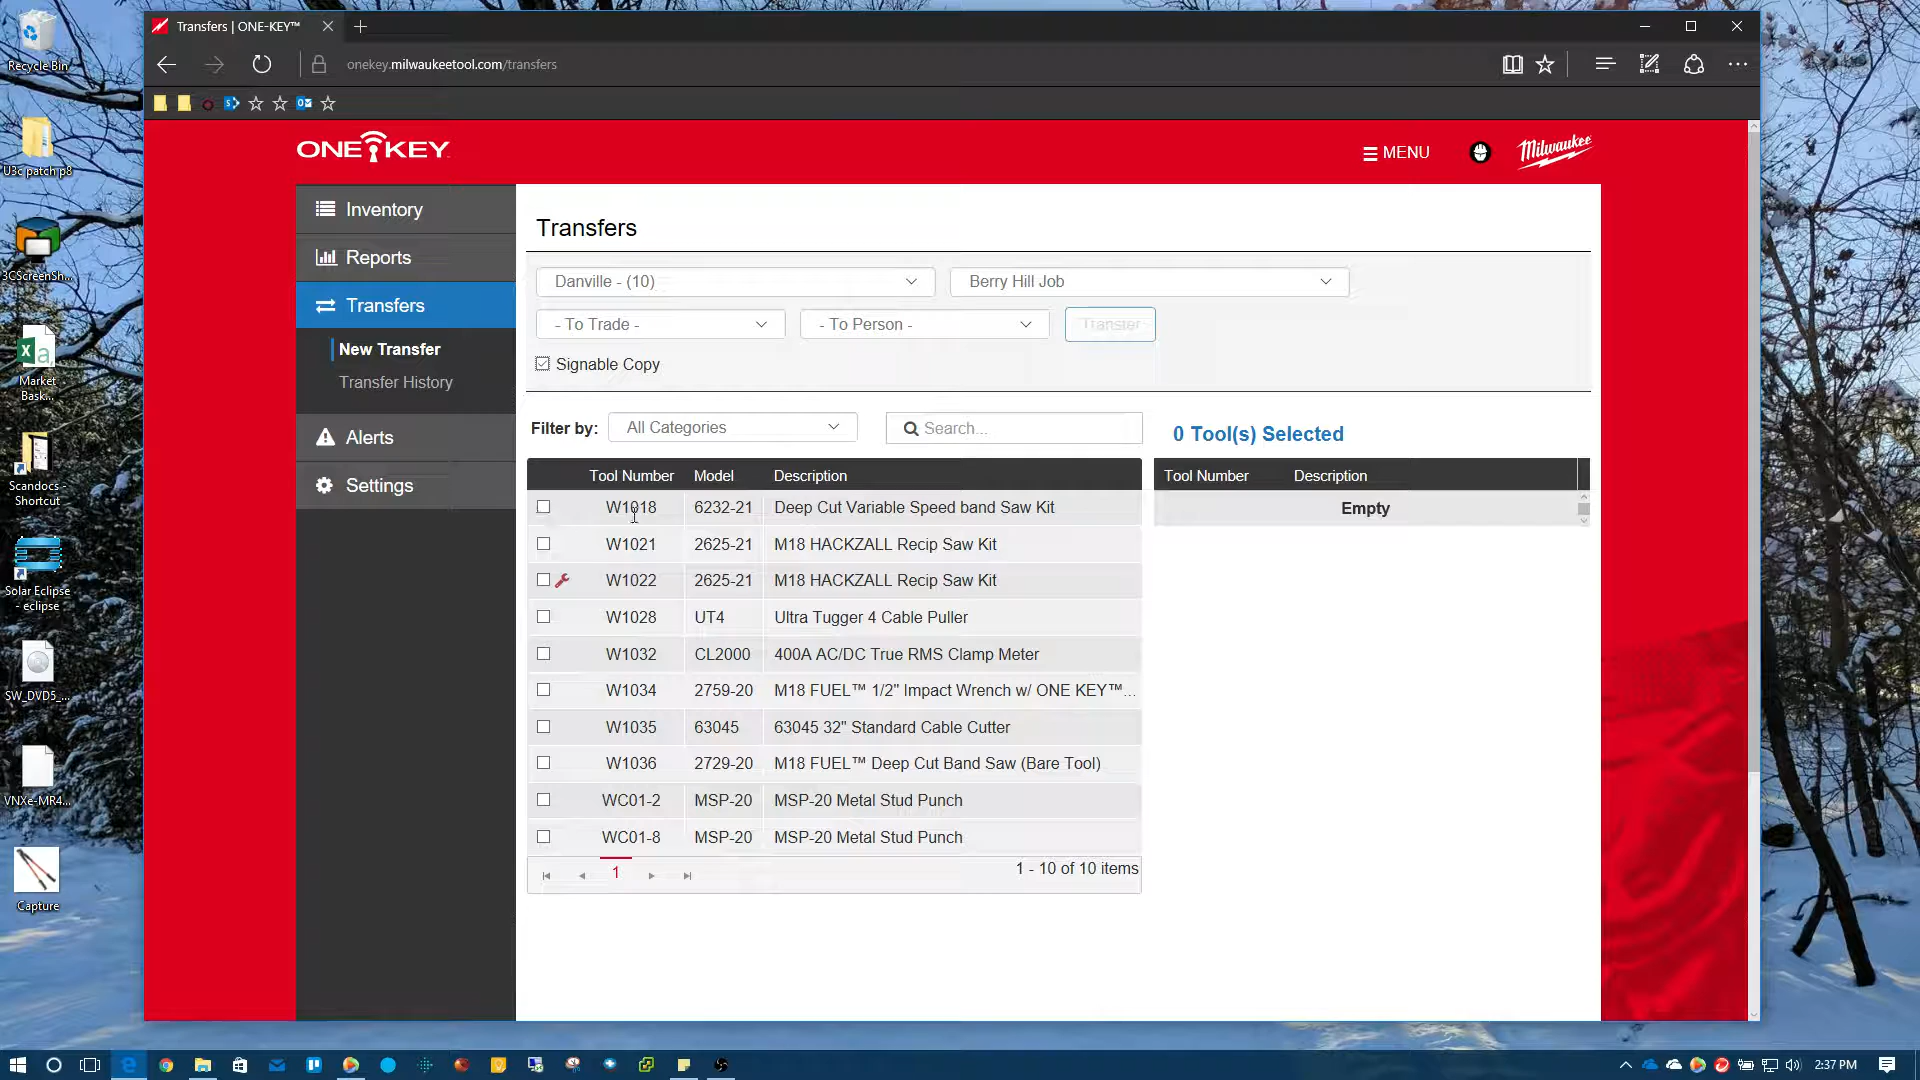 Transfers | ONE-KEY™
onekey.milwaukeetool.com/transfers
Recycle Bin
U3c patch p8
3CScreenSh...
Market
Bask...
Scandocs -
Shortcut
Solar Eclipse
- eclipse
SW_DVD5_...
VNXe-MR4...
Capture
ONE KEY
MENU
Milwaukee
Inventory
Reports
Transfers
New Transfer
Transfer History
Alerts
Settings
Transfers
Danville - (10)
Berry Hill Job
- To Trade -
- To Person -
Transfer
Signable Copy
Filter by:
All Categories
Search...
0 Tool(s) Selected
Tool Number Model Description
Tool Number Description
Empty
W1018 6232-21 Deep Cut Variable Speed band Saw Kit
W1021 2625-21 M18 HACKZALL Recip Saw Kit
W1022 2625-21 M18 HACKZALL Recip Saw Kit
W1028 UT4 Ultra Tugger 4 Cable Puller
W1032 CL2000 400A AC/DC True RMS Clamp Meter
W1034 2759-20 M18 FUEL™ 1/2" Impact Wrench w/ ONE KEY™...
W1035 63045 63045 32" Standard Cable Cutter
W1036 2729-20 M18 FUEL™ Deep Cut Band Saw (Bare Tool)
WC01-2 MSP-20 MSP-20 Metal Stud Punch
WC01-8 MSP-20 MSP-20 Metal Stud Punch
1
1 - 10 of 10 items
2:37 PM